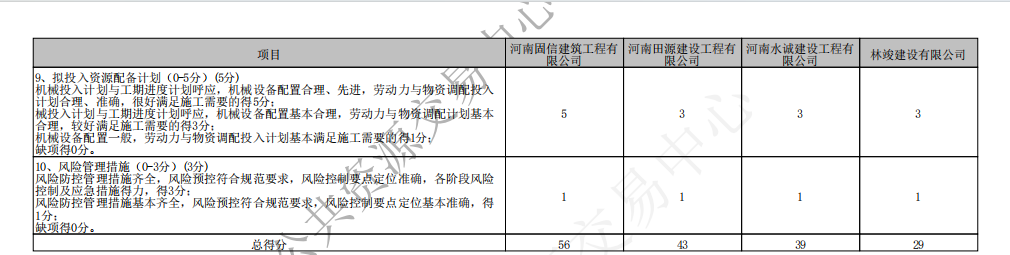 项目
河南固信建筑工程有
限公司
河南田源建设工程有
限公司
河南水诚建设工程有
限公司
林竣建设有限公司
9、拟投入资源配备计划（0-5分）(5分)
机械投入计划与工期进度计划呼应，机械设备配置合理、先进，劳动力与物资调配投入
计划合理、准确，很好满足施工需要的得5分；
械投入计划与工期进度计划呼应，机械设备配置基本合理，劳动力与物资调配计划基本
合理，较好满足施工需要的得3分；
机械设备配置一般，劳动力与物资调配投入计划基本满足施工需要的得1分；
缺项得0分。
5
3
3
3
10、风险管理措施（0-3分）(3分)
风险防控管理措施齐全，风险预控符合规范要求，风险控制要点定位准确，各阶段风险
控制及应急措施得力，得3分；
风险防控管理措施基本齐全，风险预控符合规范要求，风险控制要点定位基本准确，得
1分；
缺项得0分。
1
1
1
1
总得分
56
43
39
29
公共资源交易中心
交易中心